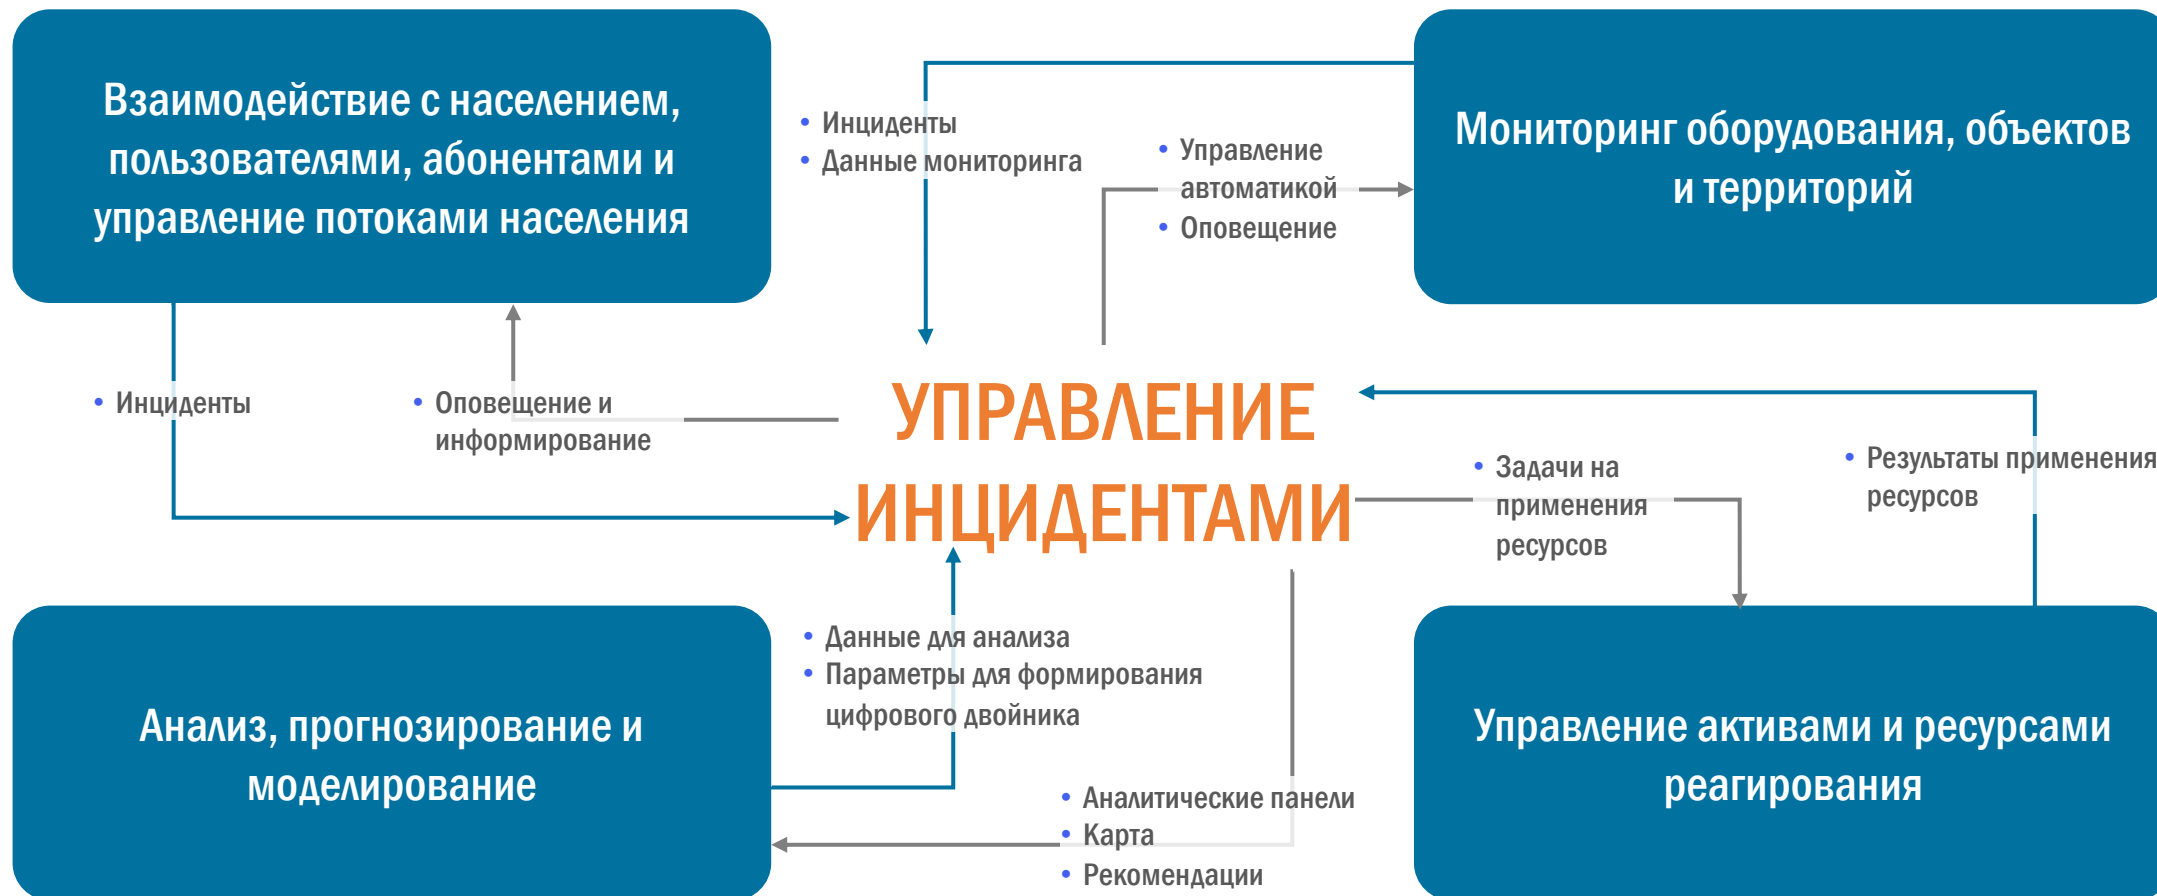 Взаимодействие с населением,
пользователями, абонентами и
управление потоками населения
• Инциденты
• Данные мониторинга
• Управление
автоматикой
• Оповещение
Мониторинг оборудования, объектов
и территорий
• Инциденты
• Оповещение и
информирование
УПРАВЛЕНИЕ
ИНЦИДЕНТАМИ
• Задачи на
применения
ресурсов
• Результаты применения
ресурсов
Анализ, прогнозирование и
моделирование
• Данные для анализа
• Параметры для формирования
цифрового двойника
• Аналитические панели
• Карта
• Рекомендации
Управление активами и ресурсами
реагирования